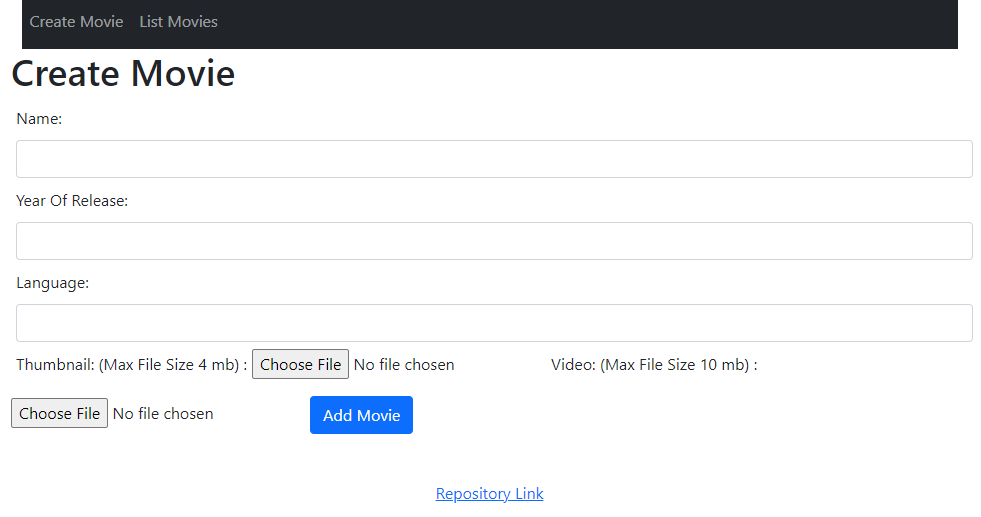 Create Movie List Movies
Create Movie
Name:
Year Of Release:
Language:
Thumbnail: (Max File Size 4 mb) : Choose File No file chosen Video: (Max File Size 10 mb) :
Choose File No file chosen Add Movie
Repository Link